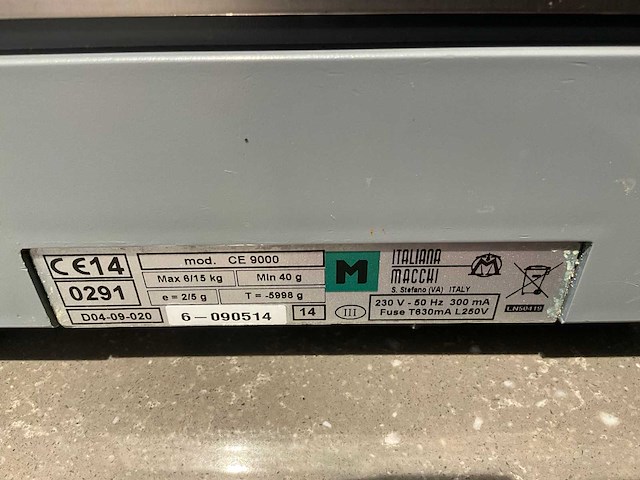 CE14
0291
D04-09-020
mod. CE 9000
Max 6/15 kg Min 40 g
e = 2/5 g T = -5998 g
6-090514 14
M
ITALIANA
MACCHI
S. Stefano (VA) ITALY
III
230 V - 50 Hz 300 mA
Fuse T630mA L250V
LN50419